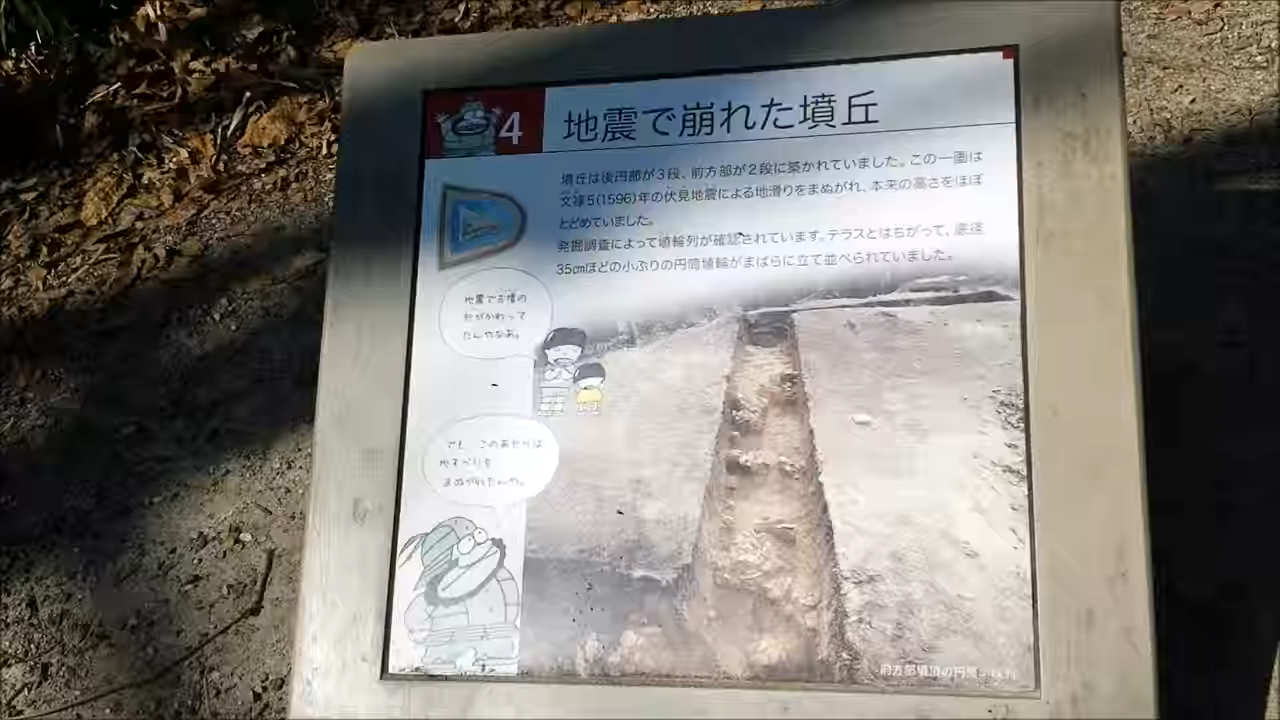 4
地震で崩れた墳丘
墳丘は後円部が3段、前方部が2段に築かれていました。この一画は
文禄5(1596)年の伏見地震による地滑りをまぬがれ、本来の高さをほぼ
とどめていました。
発掘調査によって埴輪列が確認されています。テラスとはちがって、底径
35㎝ほどの小ぶりの円筒埴輪がまばらに立て並べられていました。
地震で古墳の
形がかわって
たんやなあ。
でも このあたりは
地すべりを
まぬがれたんや。
前方部墳頂の円筒